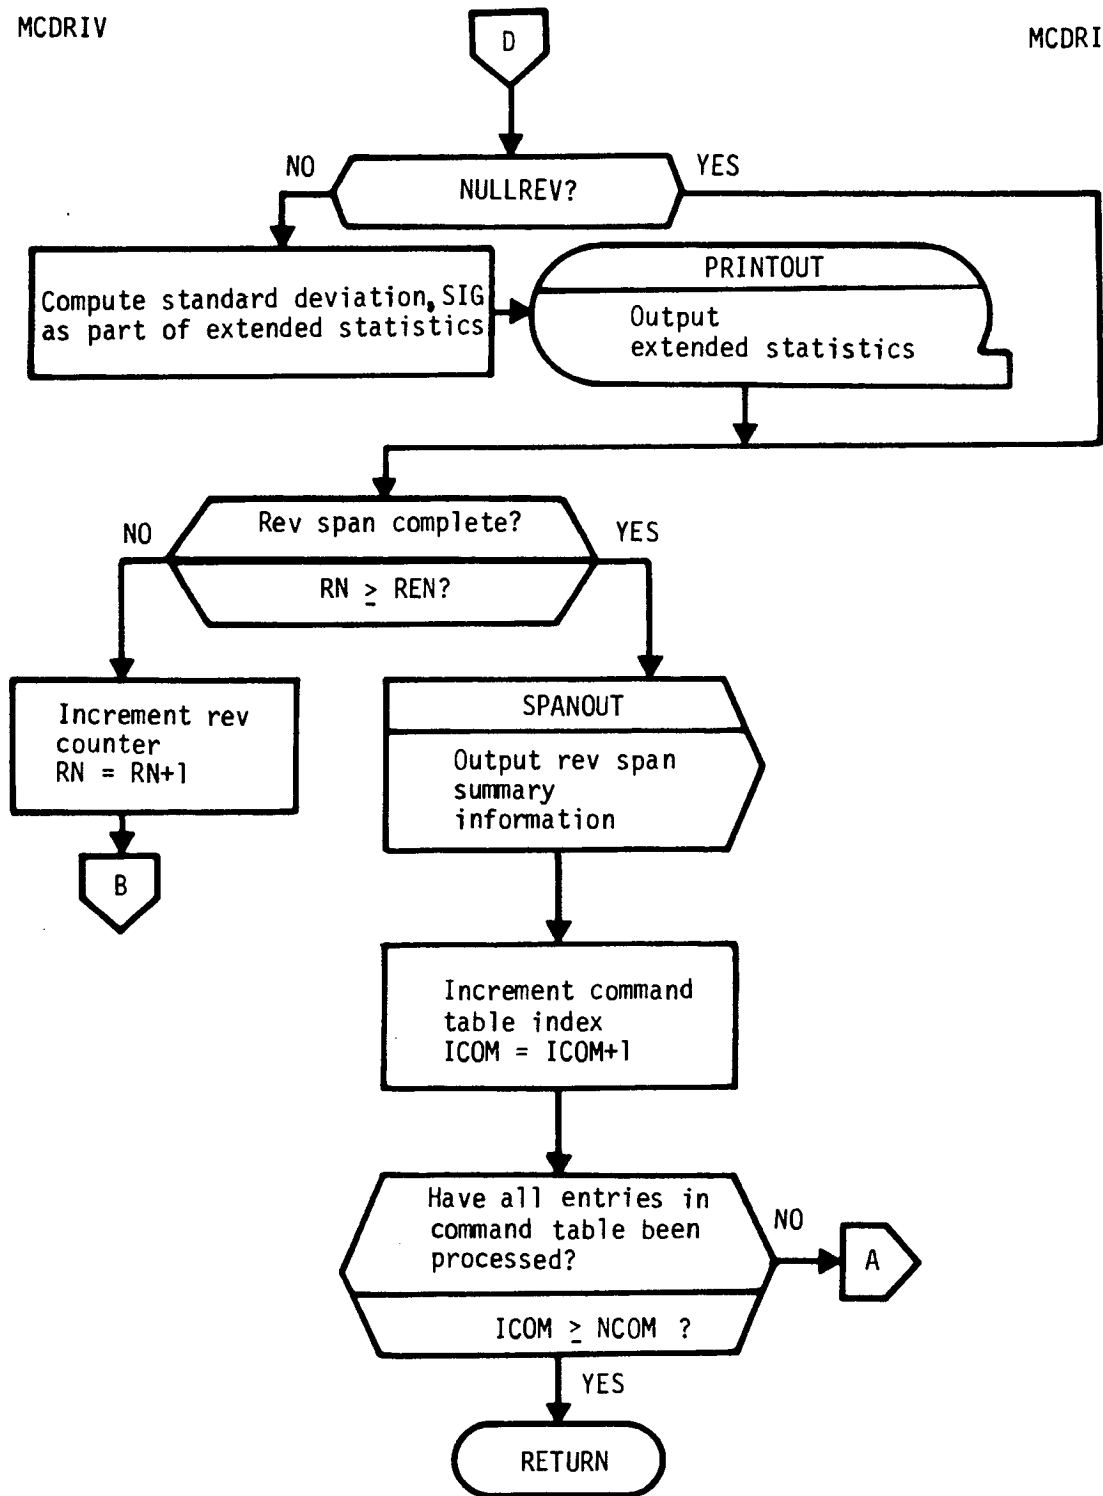 MCDRIV
MCDRI
D
NO
YES
NULLREV?
Compute standard deviation, SIG
as part of extended statistics
PRINTOUT
Output
extended statistics
NO
Rev span complete?
YES
RN ≥ REN?
Increment rev
counter
RN = RN+1
B
SPANOUT
Output rev span
summary
information
Increment command
table index
ICOM = ICOM+1
Have all entries in
command table been
processed?
NO
A
ICOM ≥ NCOM ?
YES
RETURN